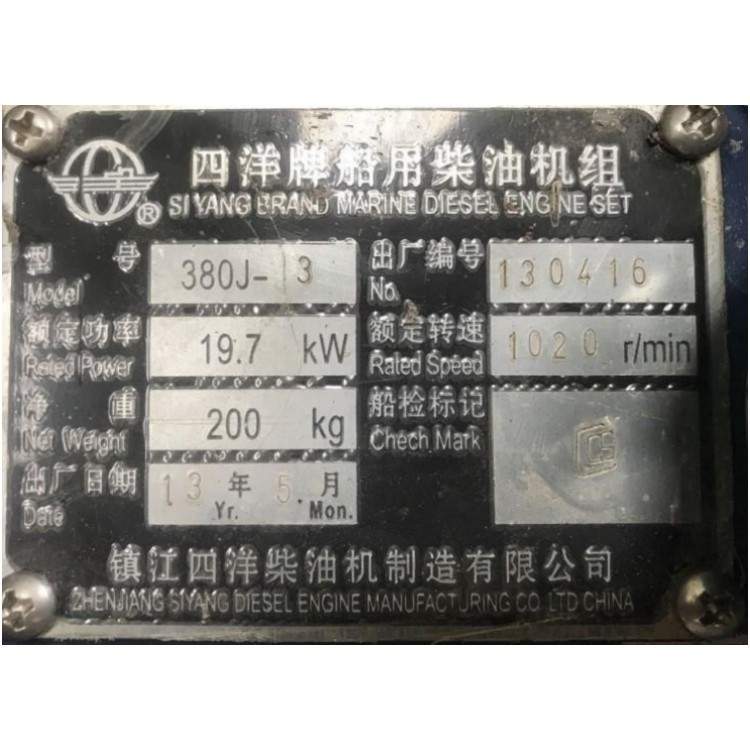 四洋牌船用柴油机组
®
SIYANG BRAND MARINE DIESEL ENGINE SET
型号 380J-3 出厂编号 130416
Model No.
额定功率 19.7 kW 额定转速 1020 r/min
Rated Power Rated Speed
净重 200 kg 船检标记
Net Weight Chech Mark
出厂日期 13 年 5 月
Date Yr. Mon.
镇江四洋柴油机制造有限公司
ZHENJIANG SIYANG DIESEL ENGINE MANUFACTURING CO LTD CHINA